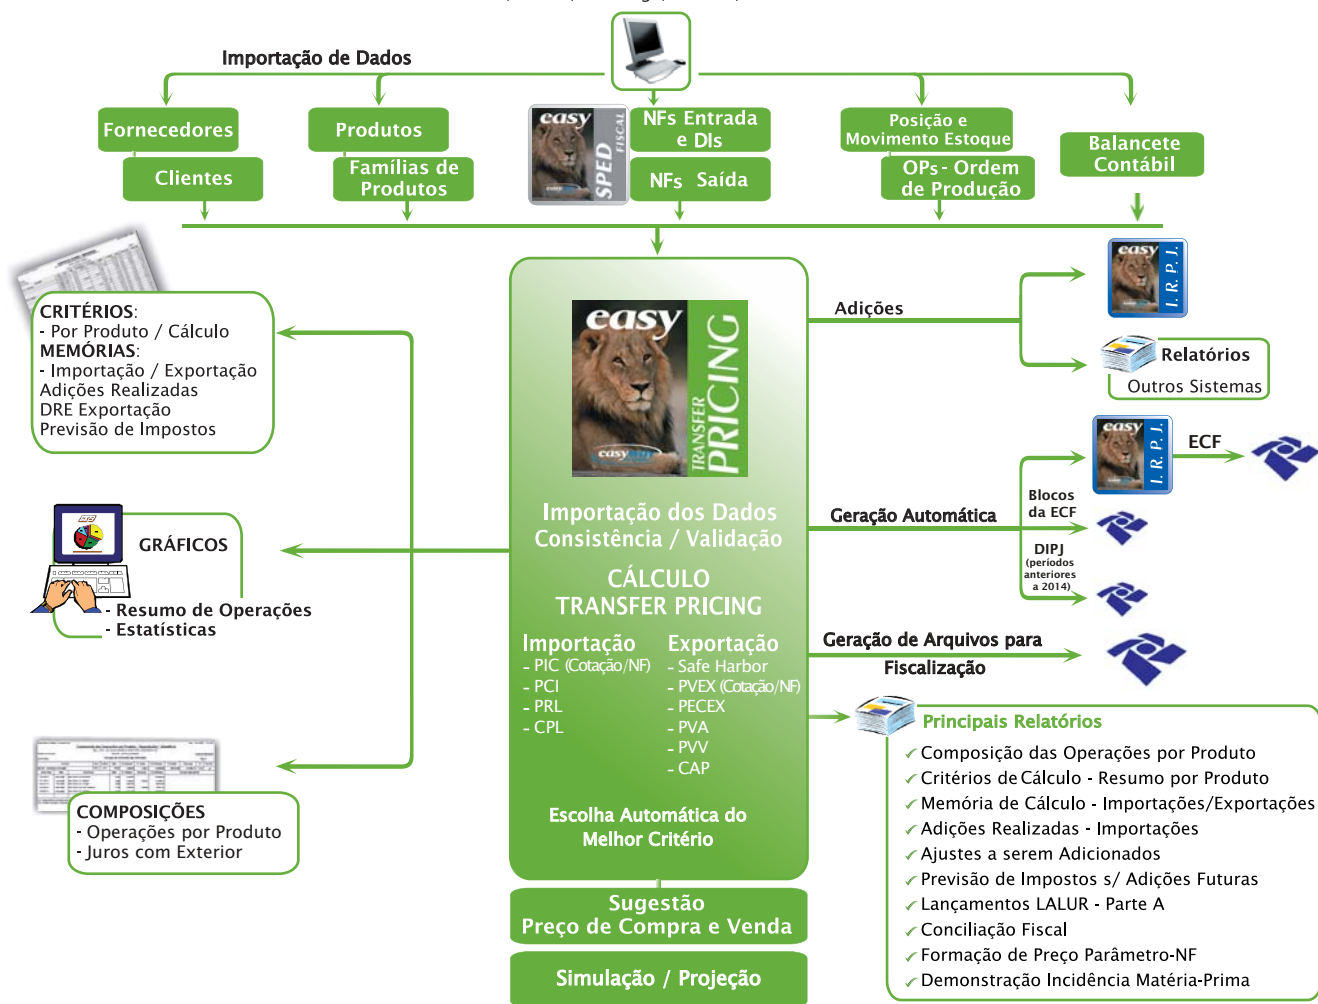 Importação de Dados
Fornecedores
Clientes
Produtos
Famílias de
Produtos
easy
SPED
FISCAL
NFs Entrada
e DIs
NFs Saída
Posição e
Movimento Estoque
OPs - Ordem
de Produção
Balancete
Contábil
CRITÉRIOS:
- Por Produto / Cálculo
MEMÓRIAS:
- Importação / Exportação
Adições Realizadas
DRE Exportação
Previsão de Impostos
GRÁFICOS
- Resumo de Operações
- Estatísticas
COMPOSIÇÕES
- Operações por Produto
- Juros com Exterior
easy
TRANSFER
PRICING
easyway
Importação dos Dados
Consistência / Validação
CÁLCULO
TRANSFER PRICING
Importação
- PIC (Cotação/NF)
- PCI
- PRL
- CPL
Exportação
- Safe Harbor
- PVEX (Cotação/NF)
- PECEX
- PVA
- PVV
- CAP
Escolha Automática do
Melhor Critério
Sugestão
Preço de Compra e Venda
Simulação / Projeção
Adições
easy
I. R. P. J.
Relatórios
Outros Sistemas
Geração Automática
easy
I. R. P. J.
ECF
Blocos
da ECF
DIPJ
(períodos
anteriores
a 2014)
Geração de Arquivos para
Fiscalização
Principais Relatórios
✓ Composição das Operações por Produto
✓ Critérios de Cálculo - Resumo por Produto
✓ Memória de Cálculo - Importações/Exportações
✓ Adições Realizadas - Importações
✓ Ajustes a serem Adicionados
✓ Previsão de Impostos s/ Adições Futuras
✓ Lançamentos LALUR - Parte A
✓ Conciliação Fiscal
✓ Formação de Preço Parâmetro-NF
✓ Demonstração Incidência Matéria-Prima